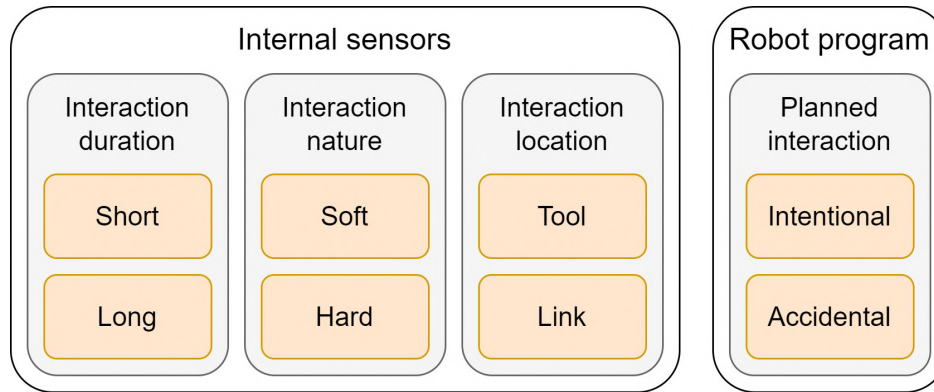 Internal sensors
Interaction
duration
Short
Long
Interaction
nature
Soft
Hard
Interaction
location
Tool
Link
Robot program
Planned
interaction
Intentional
Accidental